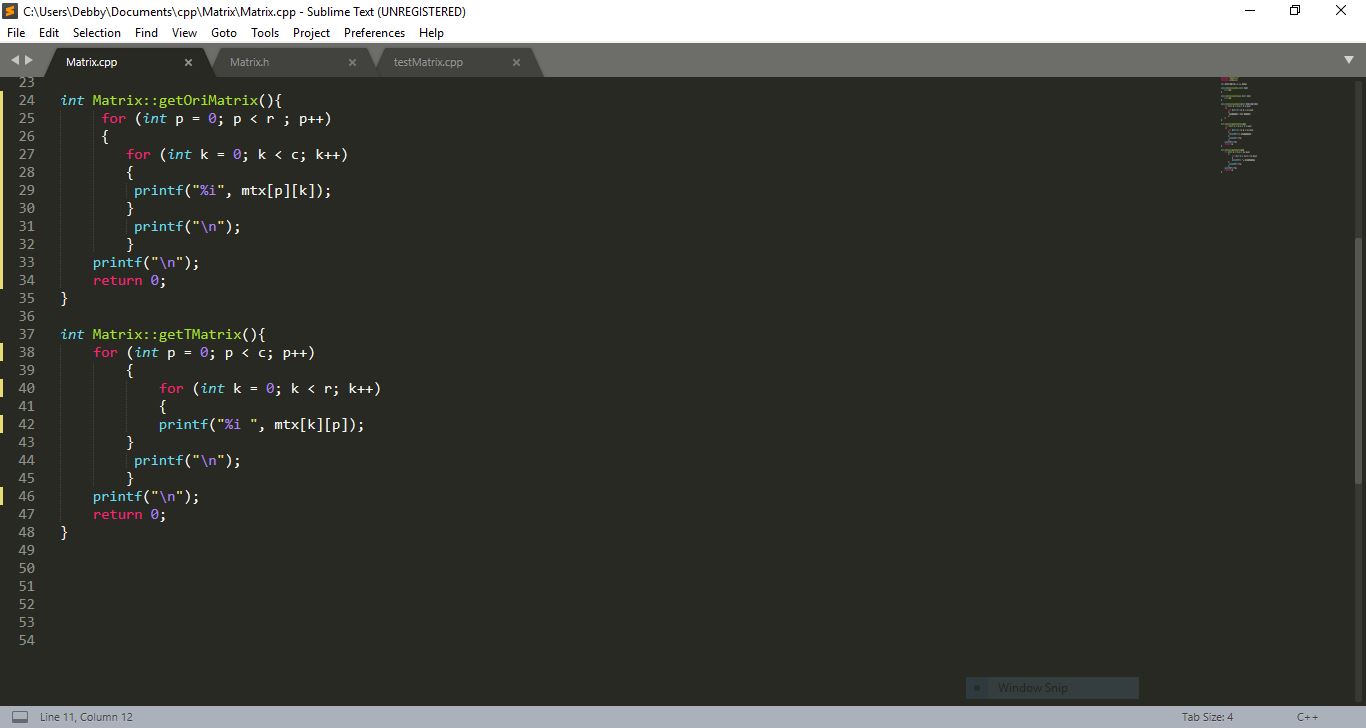 C:\Users\Debby\Documents\cpp\Matrix\Matrix.cpp - Sublime Text (UNREGISTERED)
File Edit Selection Find View Goto Tools Project Preferences Help
Matrix.cpp Matrix.h testMatrix.cpp
23
24 int Matrix::getOriMatrix(){
25 for (int p = 0; p < r ; p++)
26 {
27 for (int k = 0; k < c; k++)
28 {
29 printf("%i", mtx[p][k]);
30 }
31 printf("\n");
32 }
33 printf("\n");
34 return 0;
35 }
36
37 int Matrix::getTMatrix(){
38 for (int p = 0; p < c; p++)
39 {
40 for (int k = 0; k < r; k++)
41 {
42 printf("%i ", mtx[k][p]);
43 }
44 printf("\n");
45 }
46 printf("\n");
47 return 0;
48 }
49
50
51
52
53
54
Window Snip
Line 11, Column 12 Tab Size: 4 C++